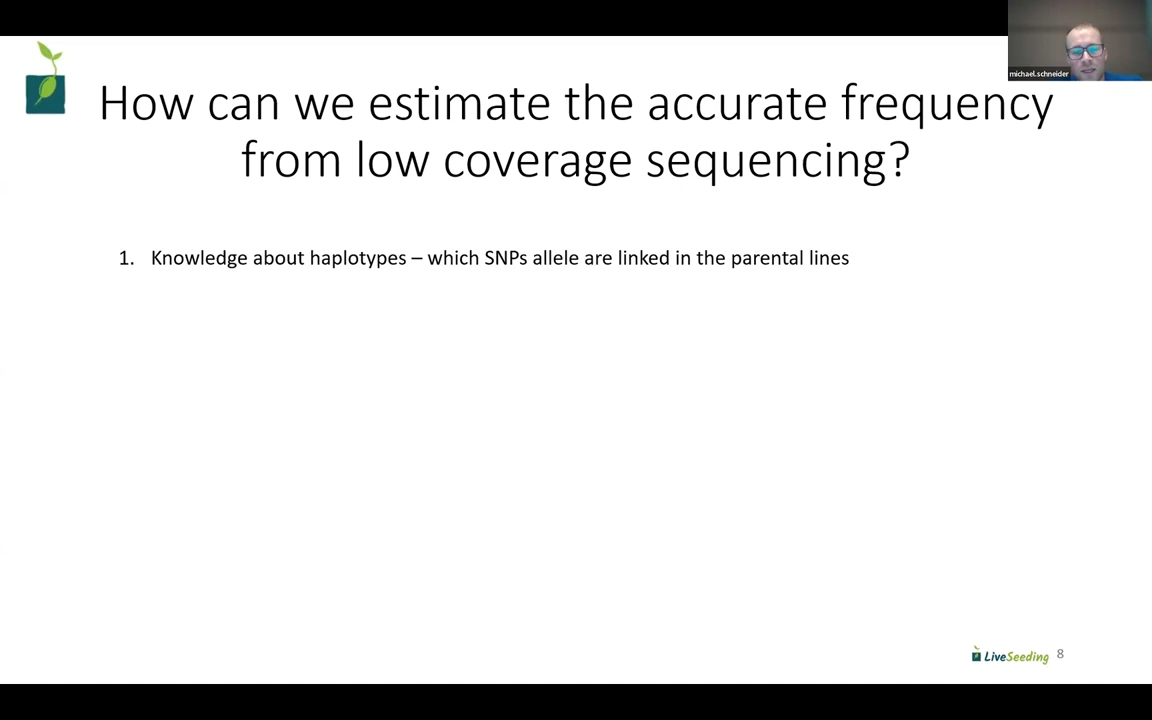 michael.schneider
How can we estimate the accurate frequency
from low coverage sequencing?
1. Knowledge about haplotypes – which SNPs allele are linked in the parental lines
LiveSeeding
8